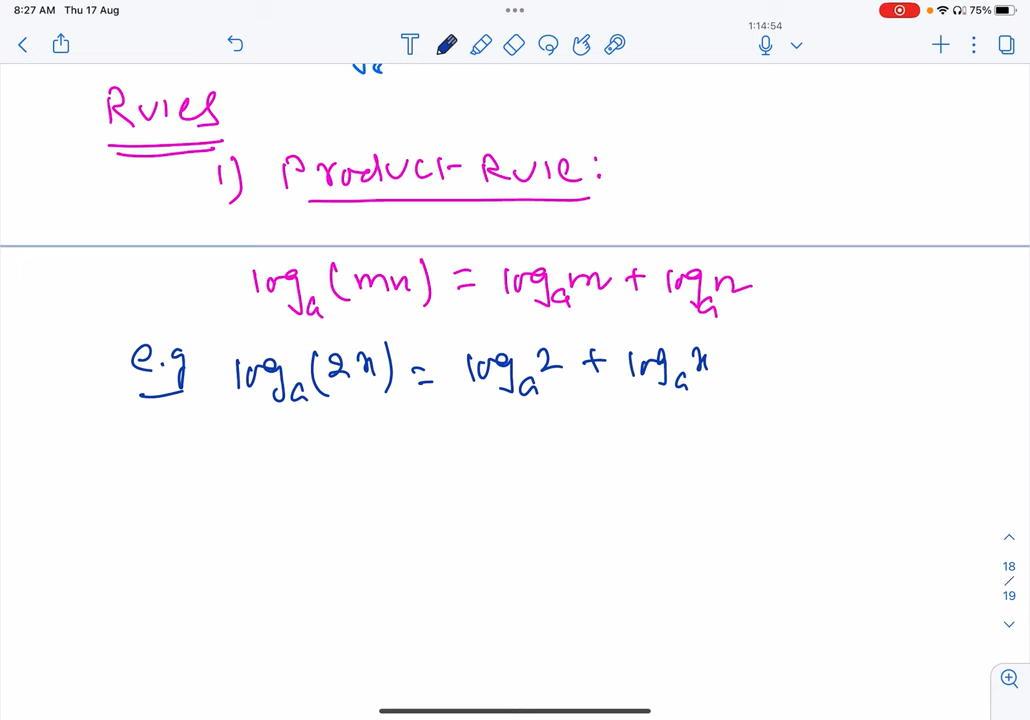 8:27 AM Thu 17 Aug
75%
1:14:54
T
Rules
1) Product Rule:
logₐ(mn) = logₐm + logₐn
e.g logₐ(2x) = logₐ2 + logₐx
18
/
19